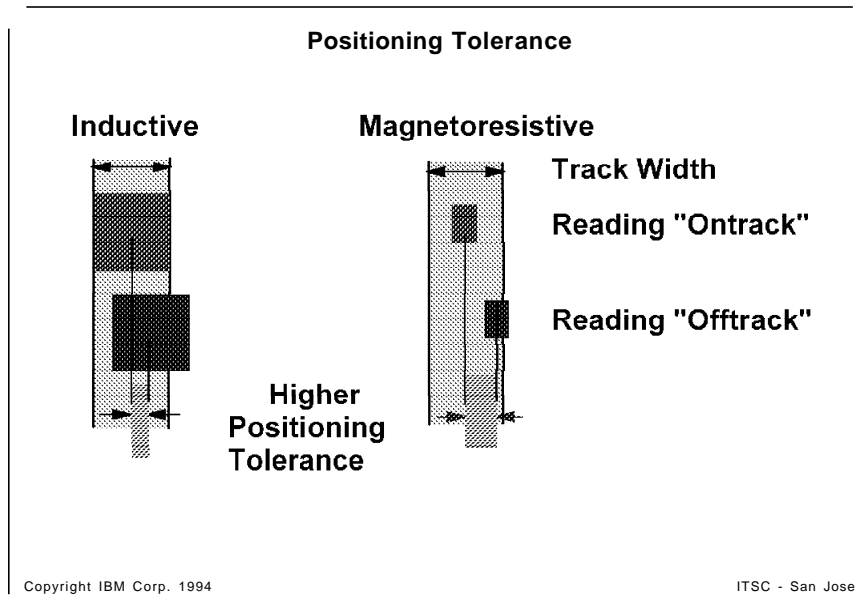 Positioning Tolerance
Inductive
Magnetoresistive
Track Width
Reading "Ontrack"
Reading "Offtrack"
Higher
Positioning
Tolerance
Copyright IBM Corp. 1994
ITSC - San Jose